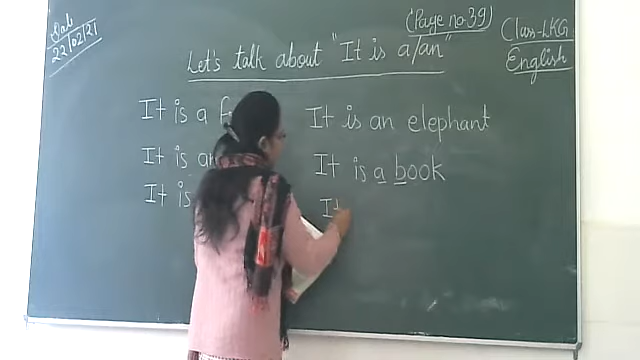 22/02/21
(Page no. 39)
Class-LKG
English
Let's talk about "It is a/an"
It is a
It is an
It is
It is an elephant
It is a book
It